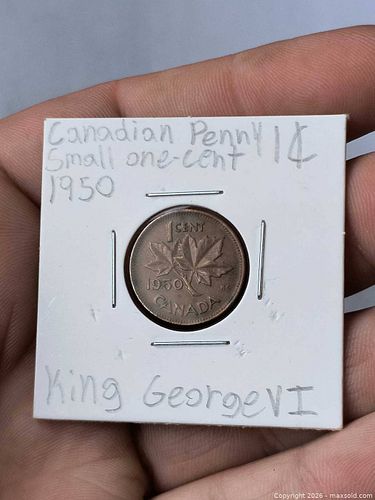 Canadian Penny 1¢
Small one-cent
1950
1 CENT
1950
CANADA
King George VI
Copyright 2026 - maxsold.com